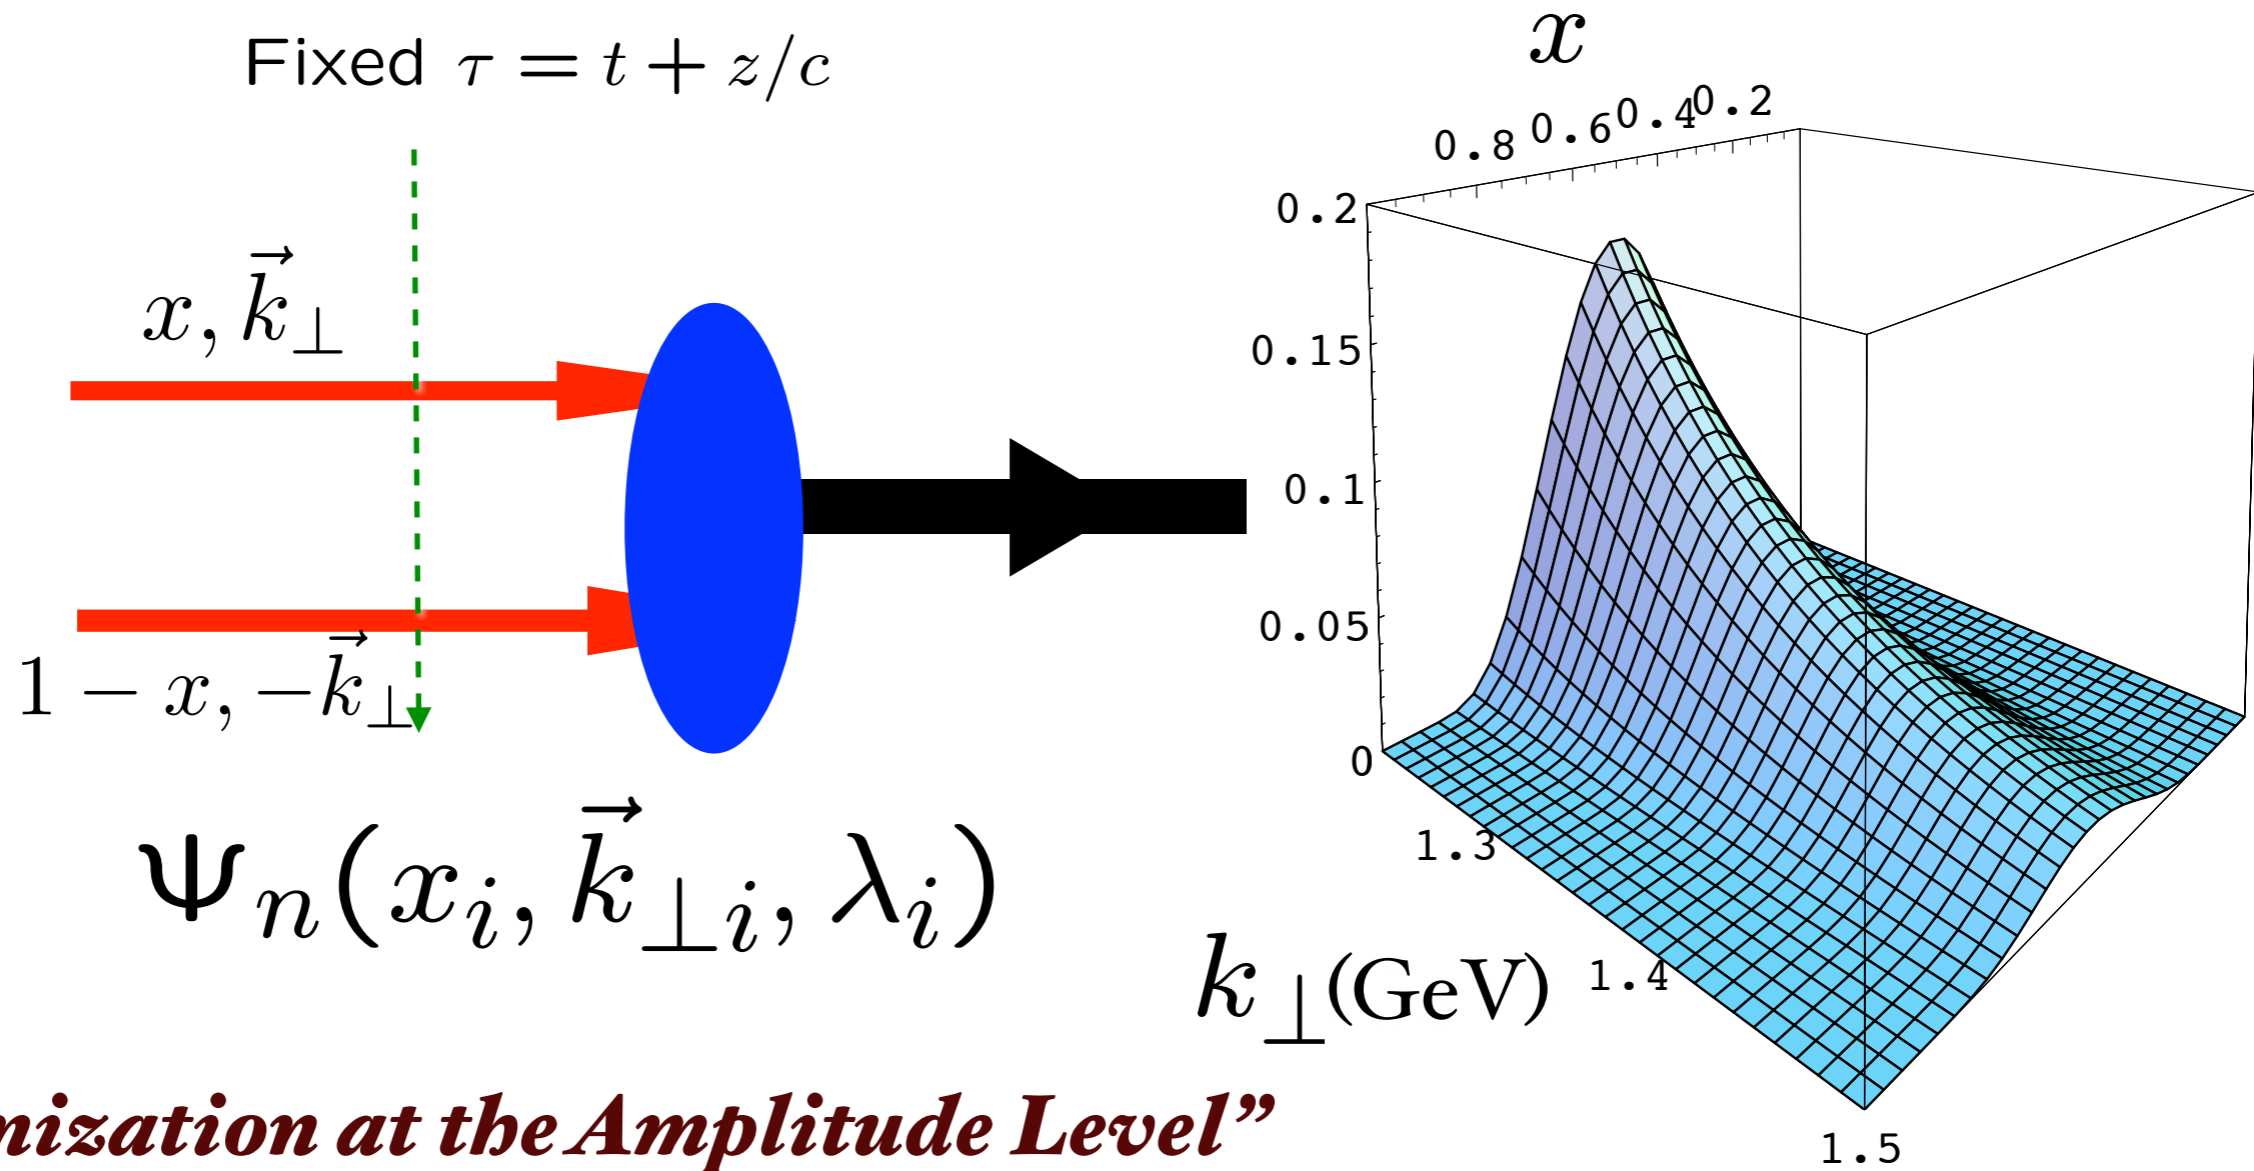 Fixed τ = t + z/c
x, k⃗⊥
1 − x, −k⃗⊥
Ψn(xi, k⃗⊥i, λi)
at the Amplitude Level”
x
0.8 0.6 0.4 0.2
0.2
0.15
0.1
0.05
0
1.3
k⊥(GeV) 1.4
1.5